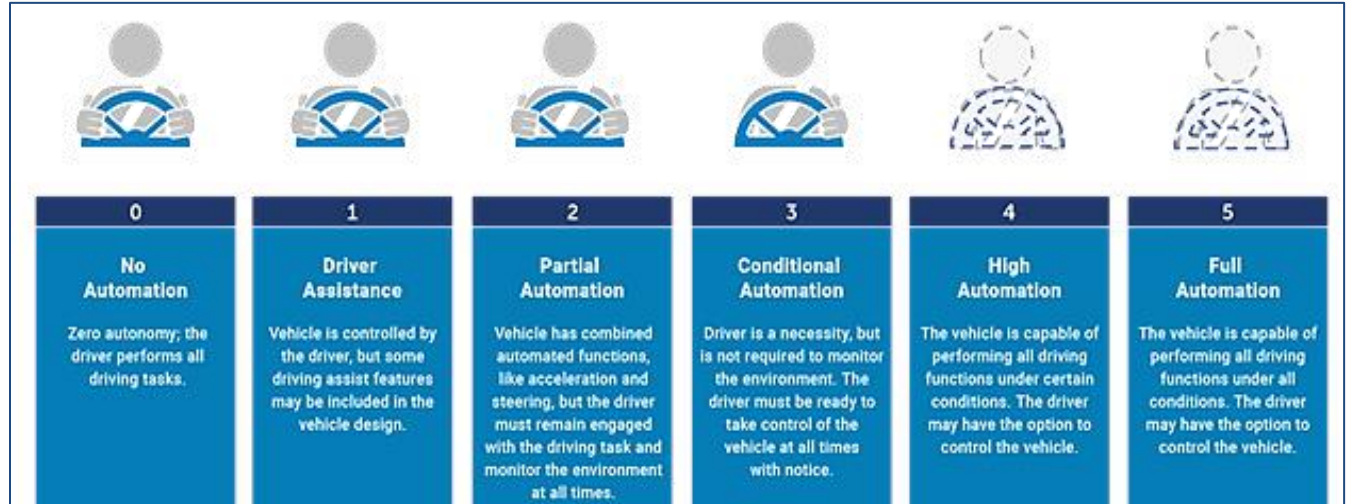 0
No
Automation
Zero autonomy; the
driver performs all
driving tasks.
1
Driver
Assistance
Vehicle is controlled by
the driver, but some
driving assist features
may be included in the
vehicle design.
2
Partial
Automation
Vehicle has combined
automated functions,
like acceleration and
steering, but the driver
must remain engaged
with the driving task and
monitor the environment
at all times.
3
Conditional
Automation
Driver is a necessity, but
is not required to monitor
the environment. The
driver must be ready to
take control of the
vehicle at all times
with notice.
4
High
Automation
The vehicle is capable of
performing all driving
functions under certain
conditions. The driver
may have the option to
control the vehicle.
5
Full
Automation
The vehicle is capable of
performing all driving
functions under all
conditions. The driver
may have the option to
control the vehicle.